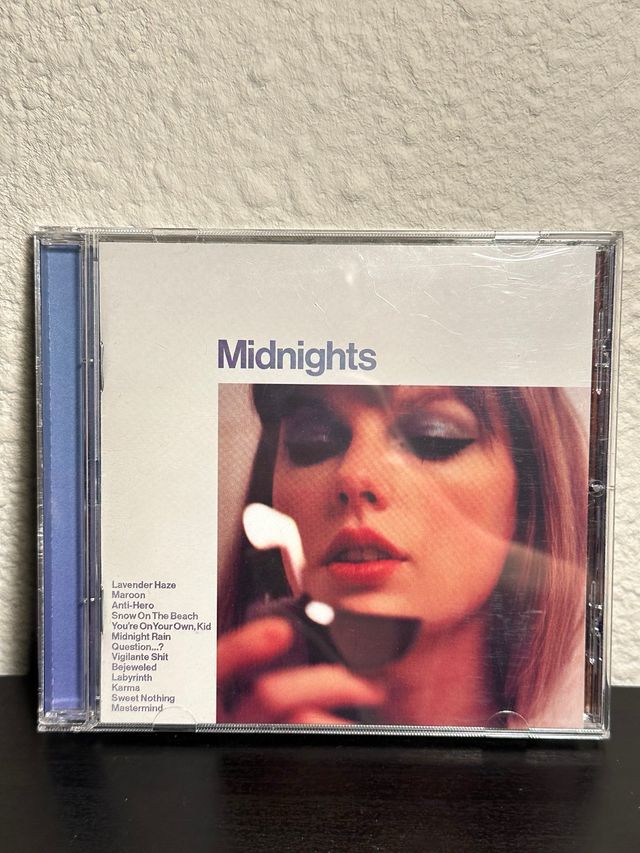 Midnights
Lavender Haze
Maroon
Anti-Hero
Snow On The Beach
You're On Your Own, Kid
Midnight Rain
Question...?
Vigilante Shit
Bejeweled
Labyrinth
Karma
Sweet Nothing
Mastermind